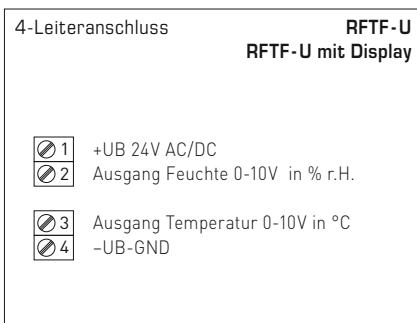 4-Leiteranschluss RFTF-U
RFTF-U mit Display
1 +UB 24V AC/DC
2 Ausgang Feuchte 0-10V in % r.H.
3 Ausgang Temperatur 0-10V in °C
4 –UB-GND